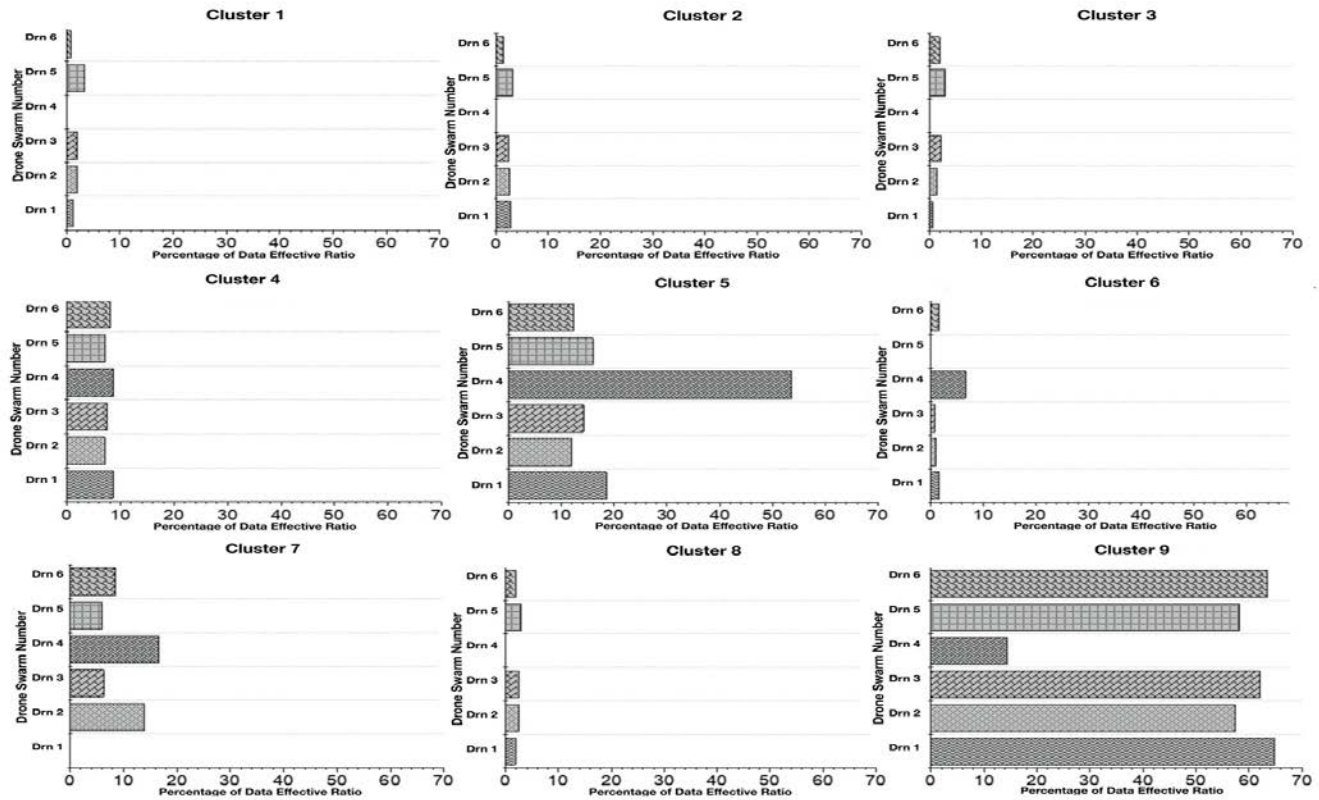 Cluster 1
Drone Swarm Number
Drn 6
Drn 5
Drn 4
Drn 3
Drn 2
Drn 1
0 10 20 30 40 50 60 70
Percentage of Data Effective Ratio
Cluster 2
Drone Swarm Number
Drn 6
Drn 5
Drn 4
Drn 3
Drn 2
Drn 1
0 10 20 30 40 50 60 70
Percentage of Data Effective Ratio
Cluster 3
Drone Swarm Number
Drn 6
Drn 5
Drn 4
Drn 3
Drn 2
Drn 1
0 10 20 30 40 50 60 70
Percentage of Data Effective Ratio
Cluster 4
Drone Swarm Number
Drn 6
Drn 5
Drn 4
Drn 3
Drn 2
Drn 1
0 10 20 30 40 50 60 70
Percentage of Data Effective Ratio
Cluster 5
Drone Swarm Number
Drn 6
Drn 5
Drn 4
Drn 3
Drn 2
Drn 1
0 10 20 30 40 50 60 70
Percentage of Data Effective Ratio
Cluster 6
Drone Swarm Number
Drn 6
Drn 5
Drn 4
Drn 3
Drn 2
Drn 1
0 10 20 30 40 50 60
Percentage of Data Effective Ratio
Cluster 7
Drone Swarm Number
Drn 6
Drn 5
Drn 4
Drn 3
Drn 2
Drn 1
0 10 20 30 40 50 60 70
Percentage of Data Effective Ratio
Cluster 8
Drone Swarm Number
Drn 6
Drn 5
Drn 4
Drn 3
Drn 2
Drn 1
0 10 20 30 40 50 60 70
Percentage of Data Effective Ratio
Cluster 9
Drone Swarm Number
Drn 6
Drn 5
Drn 4
Drn 3
Drn 2
Drn 1
0 10 20 30 40 50 60 70
Percentage of Data Effective Ratio